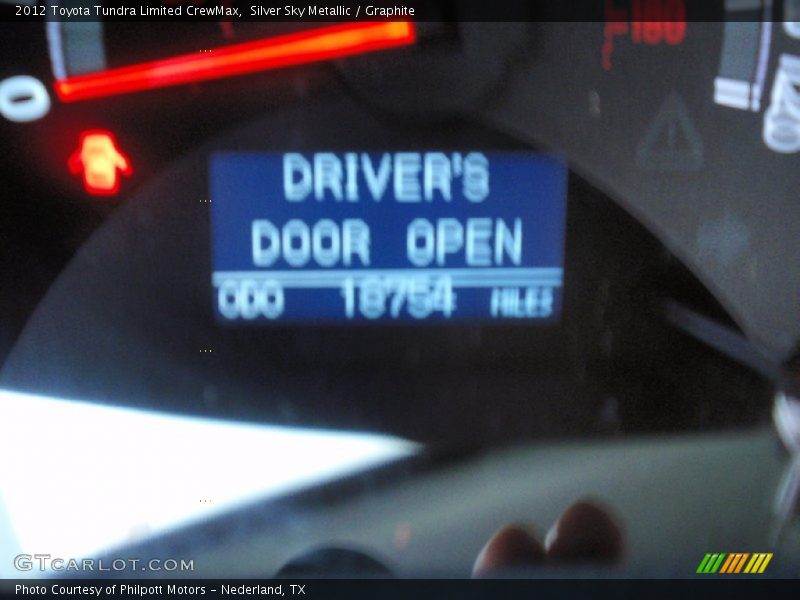 2012 Toyota Tundra Limited CrewMax, Silver Sky Metallic / Graphite
0
DRIVER'S
DOOR OPEN
ODO 18754 MILES
GTCARLOT.COM
Photo Courtesy of Philpott Motors - Nederland, TX